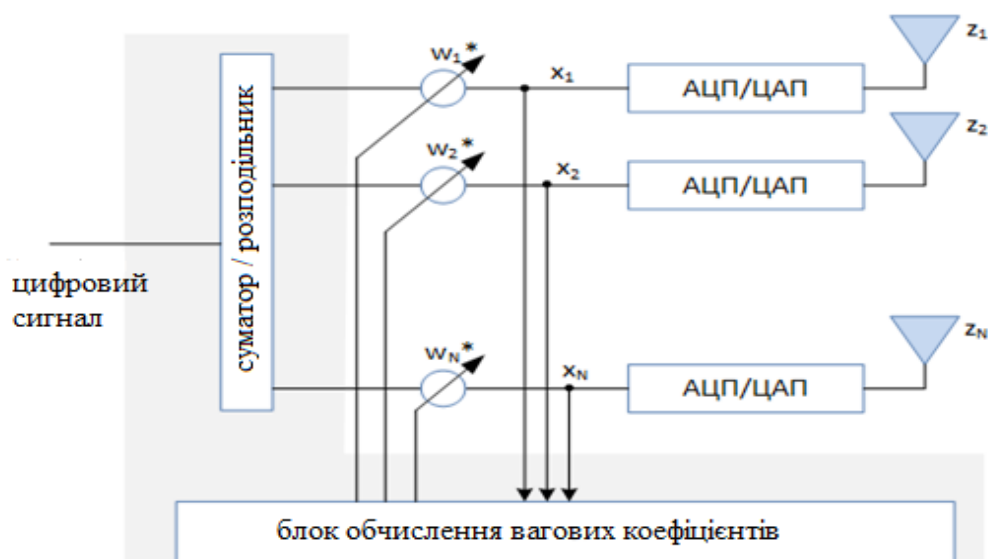 w₁*
x₁
АЦП/ЦАП
z₁
w₂*
x₂
АЦП/ЦАП
z₂
суматор / розподільник
цифровий
сигнал
wN*
xN
АЦП/ЦАП
zN
блок обчислення вагових коефіцієнтів